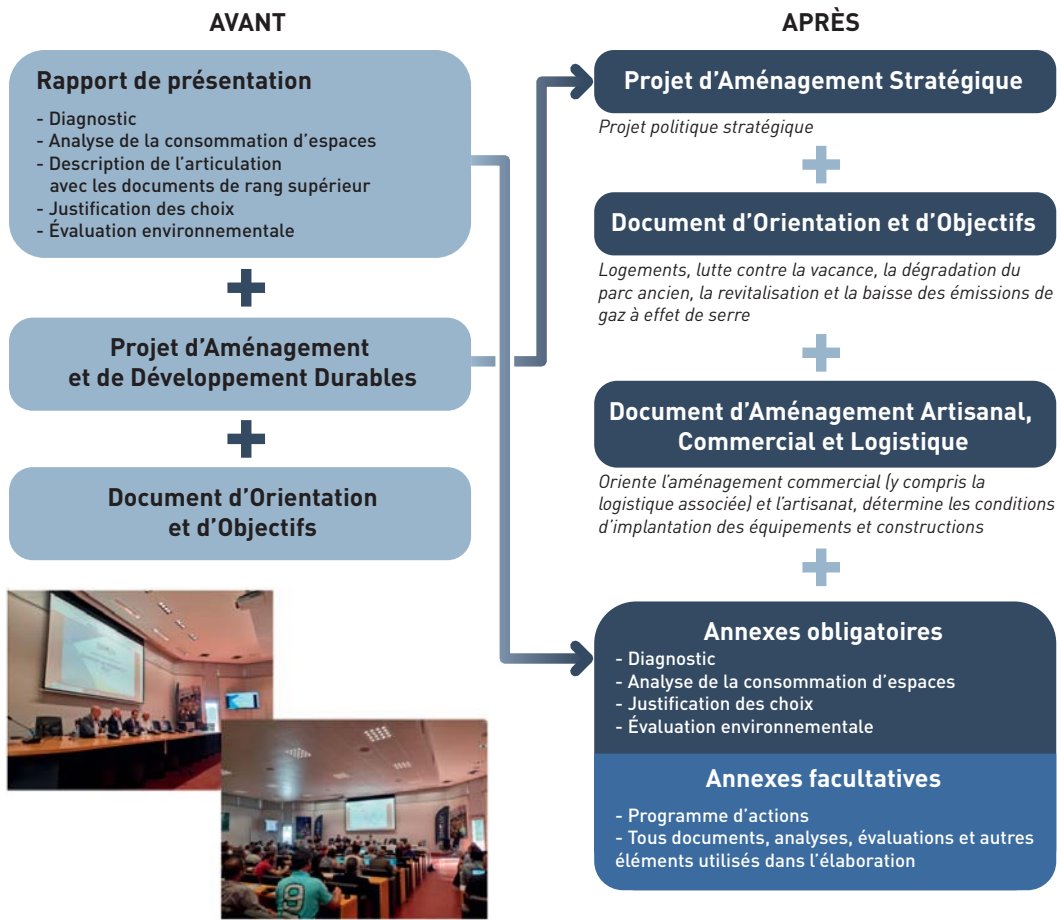 AVANT
Rapport de présentation
- Diagnostic
- Analyse de la consommation d’espaces
- Description de l’articulation
avec les documents de rang supérieur
- Justification des choix
- Évaluation environnementale
Projet d’Aménagement
et de Développement Durables
Document d’Orientation
et d’Objectifs
9
APRÈS
Projet d’Aménagement Stratégique
Projet politique stratégique
Document d’Orientation et d’Objectifs
Logements, lutte contre la vacance, la dégradation du
parc ancien, la revitalisation et la baisse des émissions de
gaz à effet de serre
Document d’Aménagement Artisanal,
Commercial et Logistique
Oriente l’aménagement commercial (y compris la
logistique associée) et l’artisanat, détermine les conditions
d’implantation des équipements et constructions
Annexes obligatoires
- Diagnostic
- Analyse de la consommation d’espaces
- Justification des choix
- Évaluation environnementale
Annexes facultatives
- Programme d’actions
- Tous documents, analyses, évaluations et autres
éléments utilisés dans l’élaboration